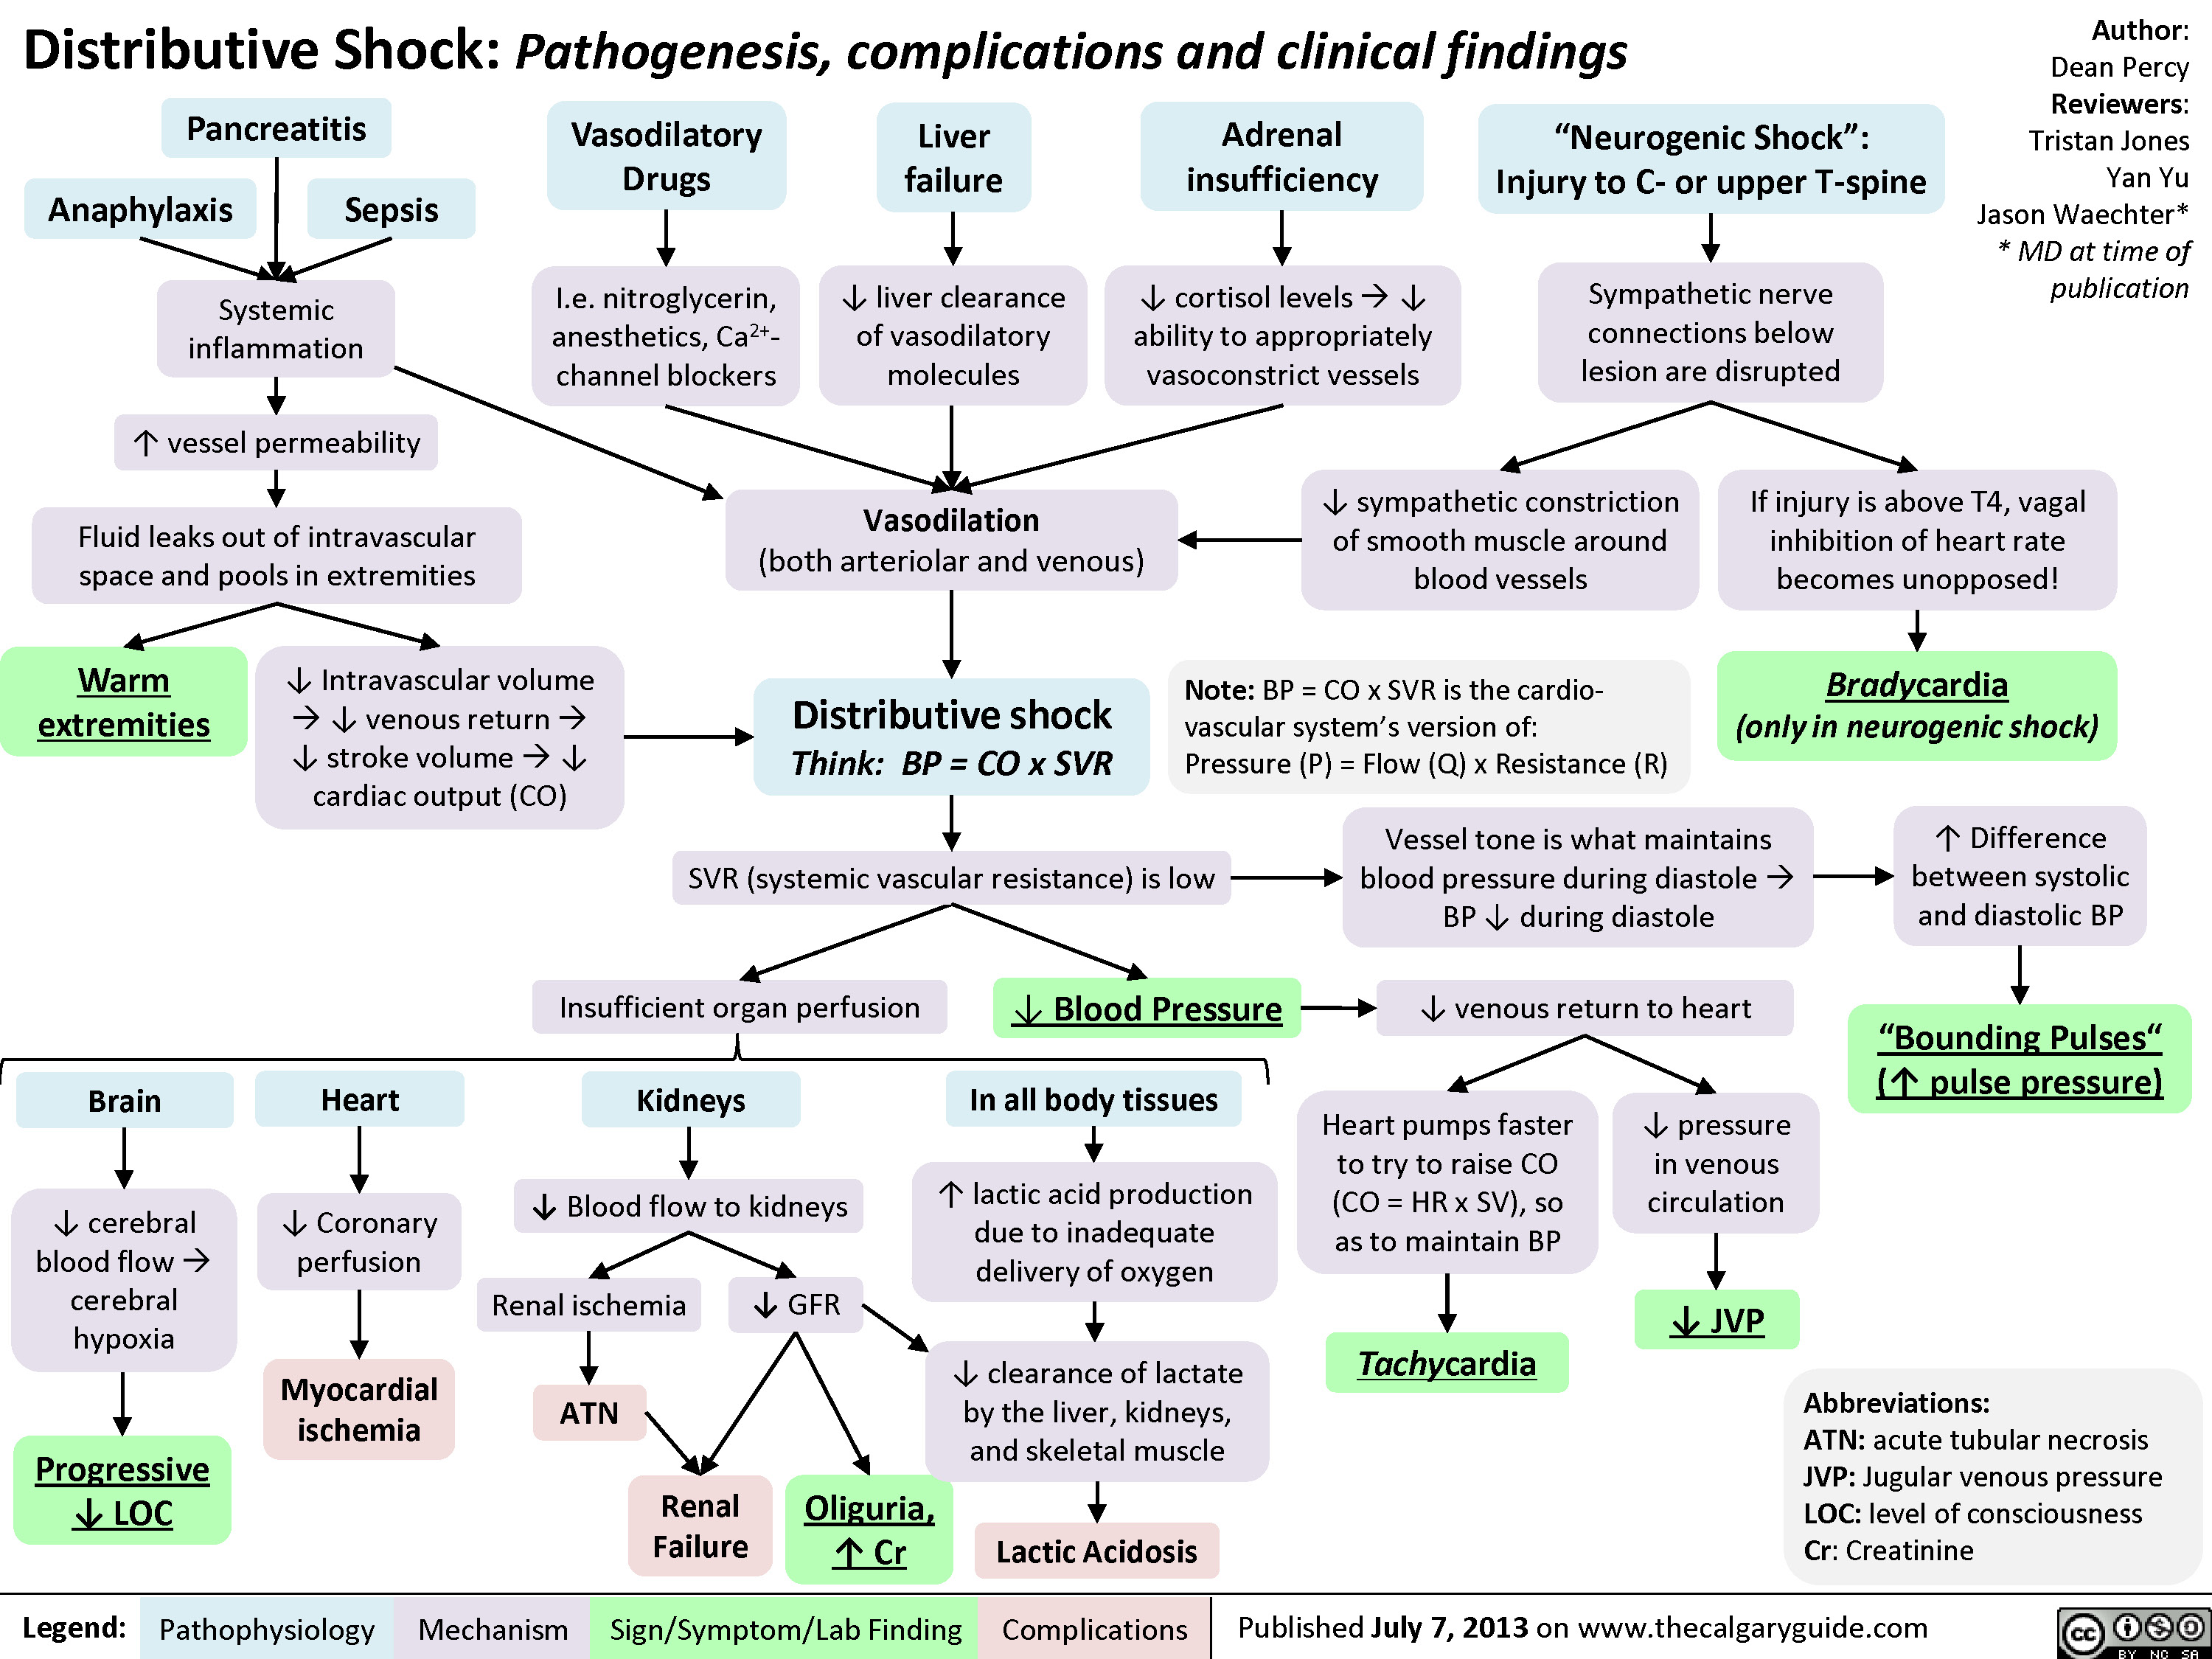 Distributive Shock: Pathogenesis, complications and clinical findings
Author:
Dean Percy
Reviewers:
Tristan Jones
Yan Yu
Jason Waechter*
* MD at time of
publication
Pancreatitis
Anaphylaxis
Sepsis
Vasodilatory
Drugs
Liver
failure
Adrenal
insufficiency
“Neurogenic Shock”:
Injury to C- or upper T-spine
Systemic
inflammation
I.e. nitroglycerin,
anesthetics, Ca2+-
channel blockers
↓ liver clearance
of vasodilatory
molecules
↓ cortisol levels → ↓
ability to appropriately
vasoconstrict vessels
Sympathetic nerve
connections below
lesion are disrupted
↑ vessel permeability
Fluid leaks out of intravascular
space and pools in extremities
Vasodilation
(both arteriolar and venous)
↓ sympathetic constriction
of smooth muscle around
blood vessels
If injury is above T4, vagal
inhibition of heart rate
becomes unopposed!
Warm
extremities
↓ Intravascular volume
→ ↓ venous return →
↓ stroke volume → ↓
cardiac output (CO)
Distributive shock
Think: BP = CO x SVR
Note: BP = CO x SVR is the cardio-
vascular system’s version of:
Pressure (P) = Flow (Q) x Resistance (R)
Bradycardia
(only in neurogenic shock)
SVR (systemic vascular resistance) is low
Vessel tone is what maintains
blood pressure during diastole →
BP ↓ during diastole
↑ Difference
between systolic
and diastolic BP
Insufficient organ perfusion
↓ Blood Pressure
↓ venous return to heart
“Bounding Pulses“
(↑ pulse pressure)
Brain
Heart
Kidneys
In all body tissues
↓ cerebral
blood flow →
cerebral
hypoxia
↓ Coronary
perfusion
↓ Blood flow to kidneys
↑ lactic acid production
due to inadequate
delivery of oxygen
Heart pumps faster
to try to raise CO
(CO = HR x SV), so
as to maintain BP
↓ pressure
in venous
circulation
Renal ischemia
↓ GFR
↓ JVP
Myocardial
ischemia
ATN
↓ clearance of lactate
by the liver, kidneys,
and skeletal muscle
Tachycardia
Progressive
↓ LOC
Renal
Failure
Oliguria,
↑ Cr
Lactic Acidosis
Abbreviations:
ATN: acute tubular necrosis
JVP: Jugular venous pressure
LOC: level of consciousness
Cr: Creatinine
Legend:
Pathophysiology
Mechanism
Sign/Symptom/Lab Finding
Complications
Published July 7, 2013 on www.thecalgaryguide.com
cc
BY NC SA